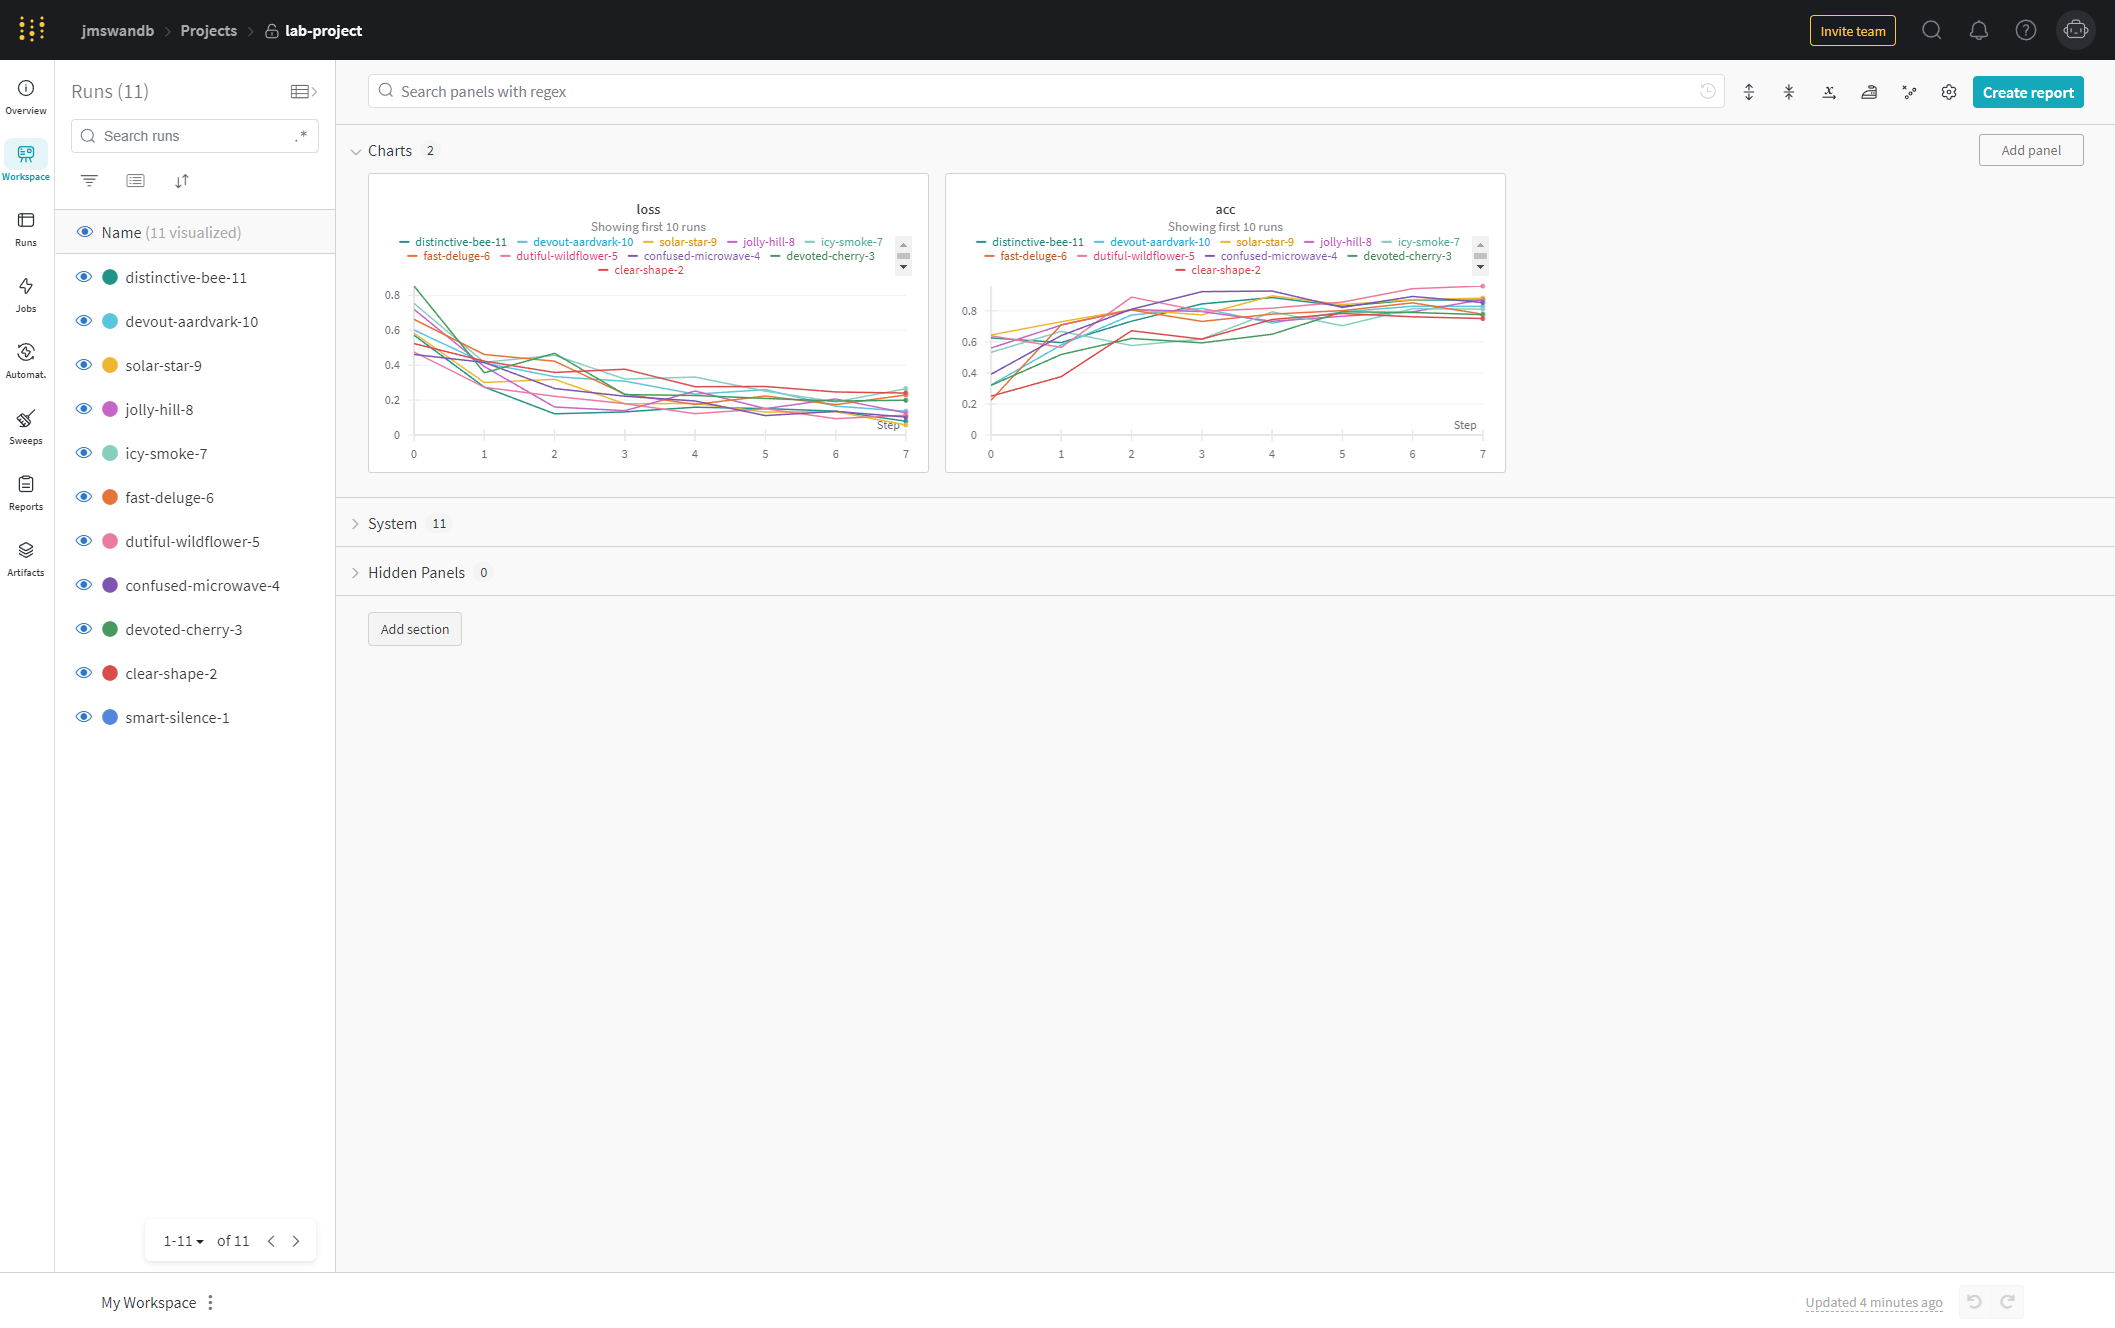 jmswandb Projects lab-project
Invite team
Overview
Workspace
Runs
Jobs
Automat.
Sweeps
Reports
Artifacts
Runs (11)
Search runs .*
Name (11 visualized)
distinctive-bee-11
devout-aardvark-10
solar-star-9
jolly-hill-8
icy-smoke-7
fast-deluge-6
dutiful-wildflower-5
confused-microwave-4
devoted-cherry-3
clear-shape-2
smart-silence-1
1-11 of 11
Search panels with regex
Create report
Charts 2
Add panel
loss
Showing first 10 runs
distinctive-bee-11 devout-aardvark-10 solar-star-9 jolly-hill-8 icy-smoke-7
fast-deluge-6 dutiful-wildflower-5 confused-microwave-4 devoted-cherry-3
clear-shape-2
0.8
0.6
0.4
0.2
0
Step
0 1 2 3 4 5 6 7
acc
Showing first 10 runs
distinctive-bee-11 devout-aardvark-10 solar-star-9 jolly-hill-8 icy-smoke-7
fast-deluge-6 dutiful-wildflower-5 confused-microwave-4 devoted-cherry-3
clear-shape-2
0.8
0.6
0.4
0.2
0
Step
0 1 2 3 4 5 6 7
System 11
Hidden Panels 0
Add section
My Workspace
Updated 4 minutes ago